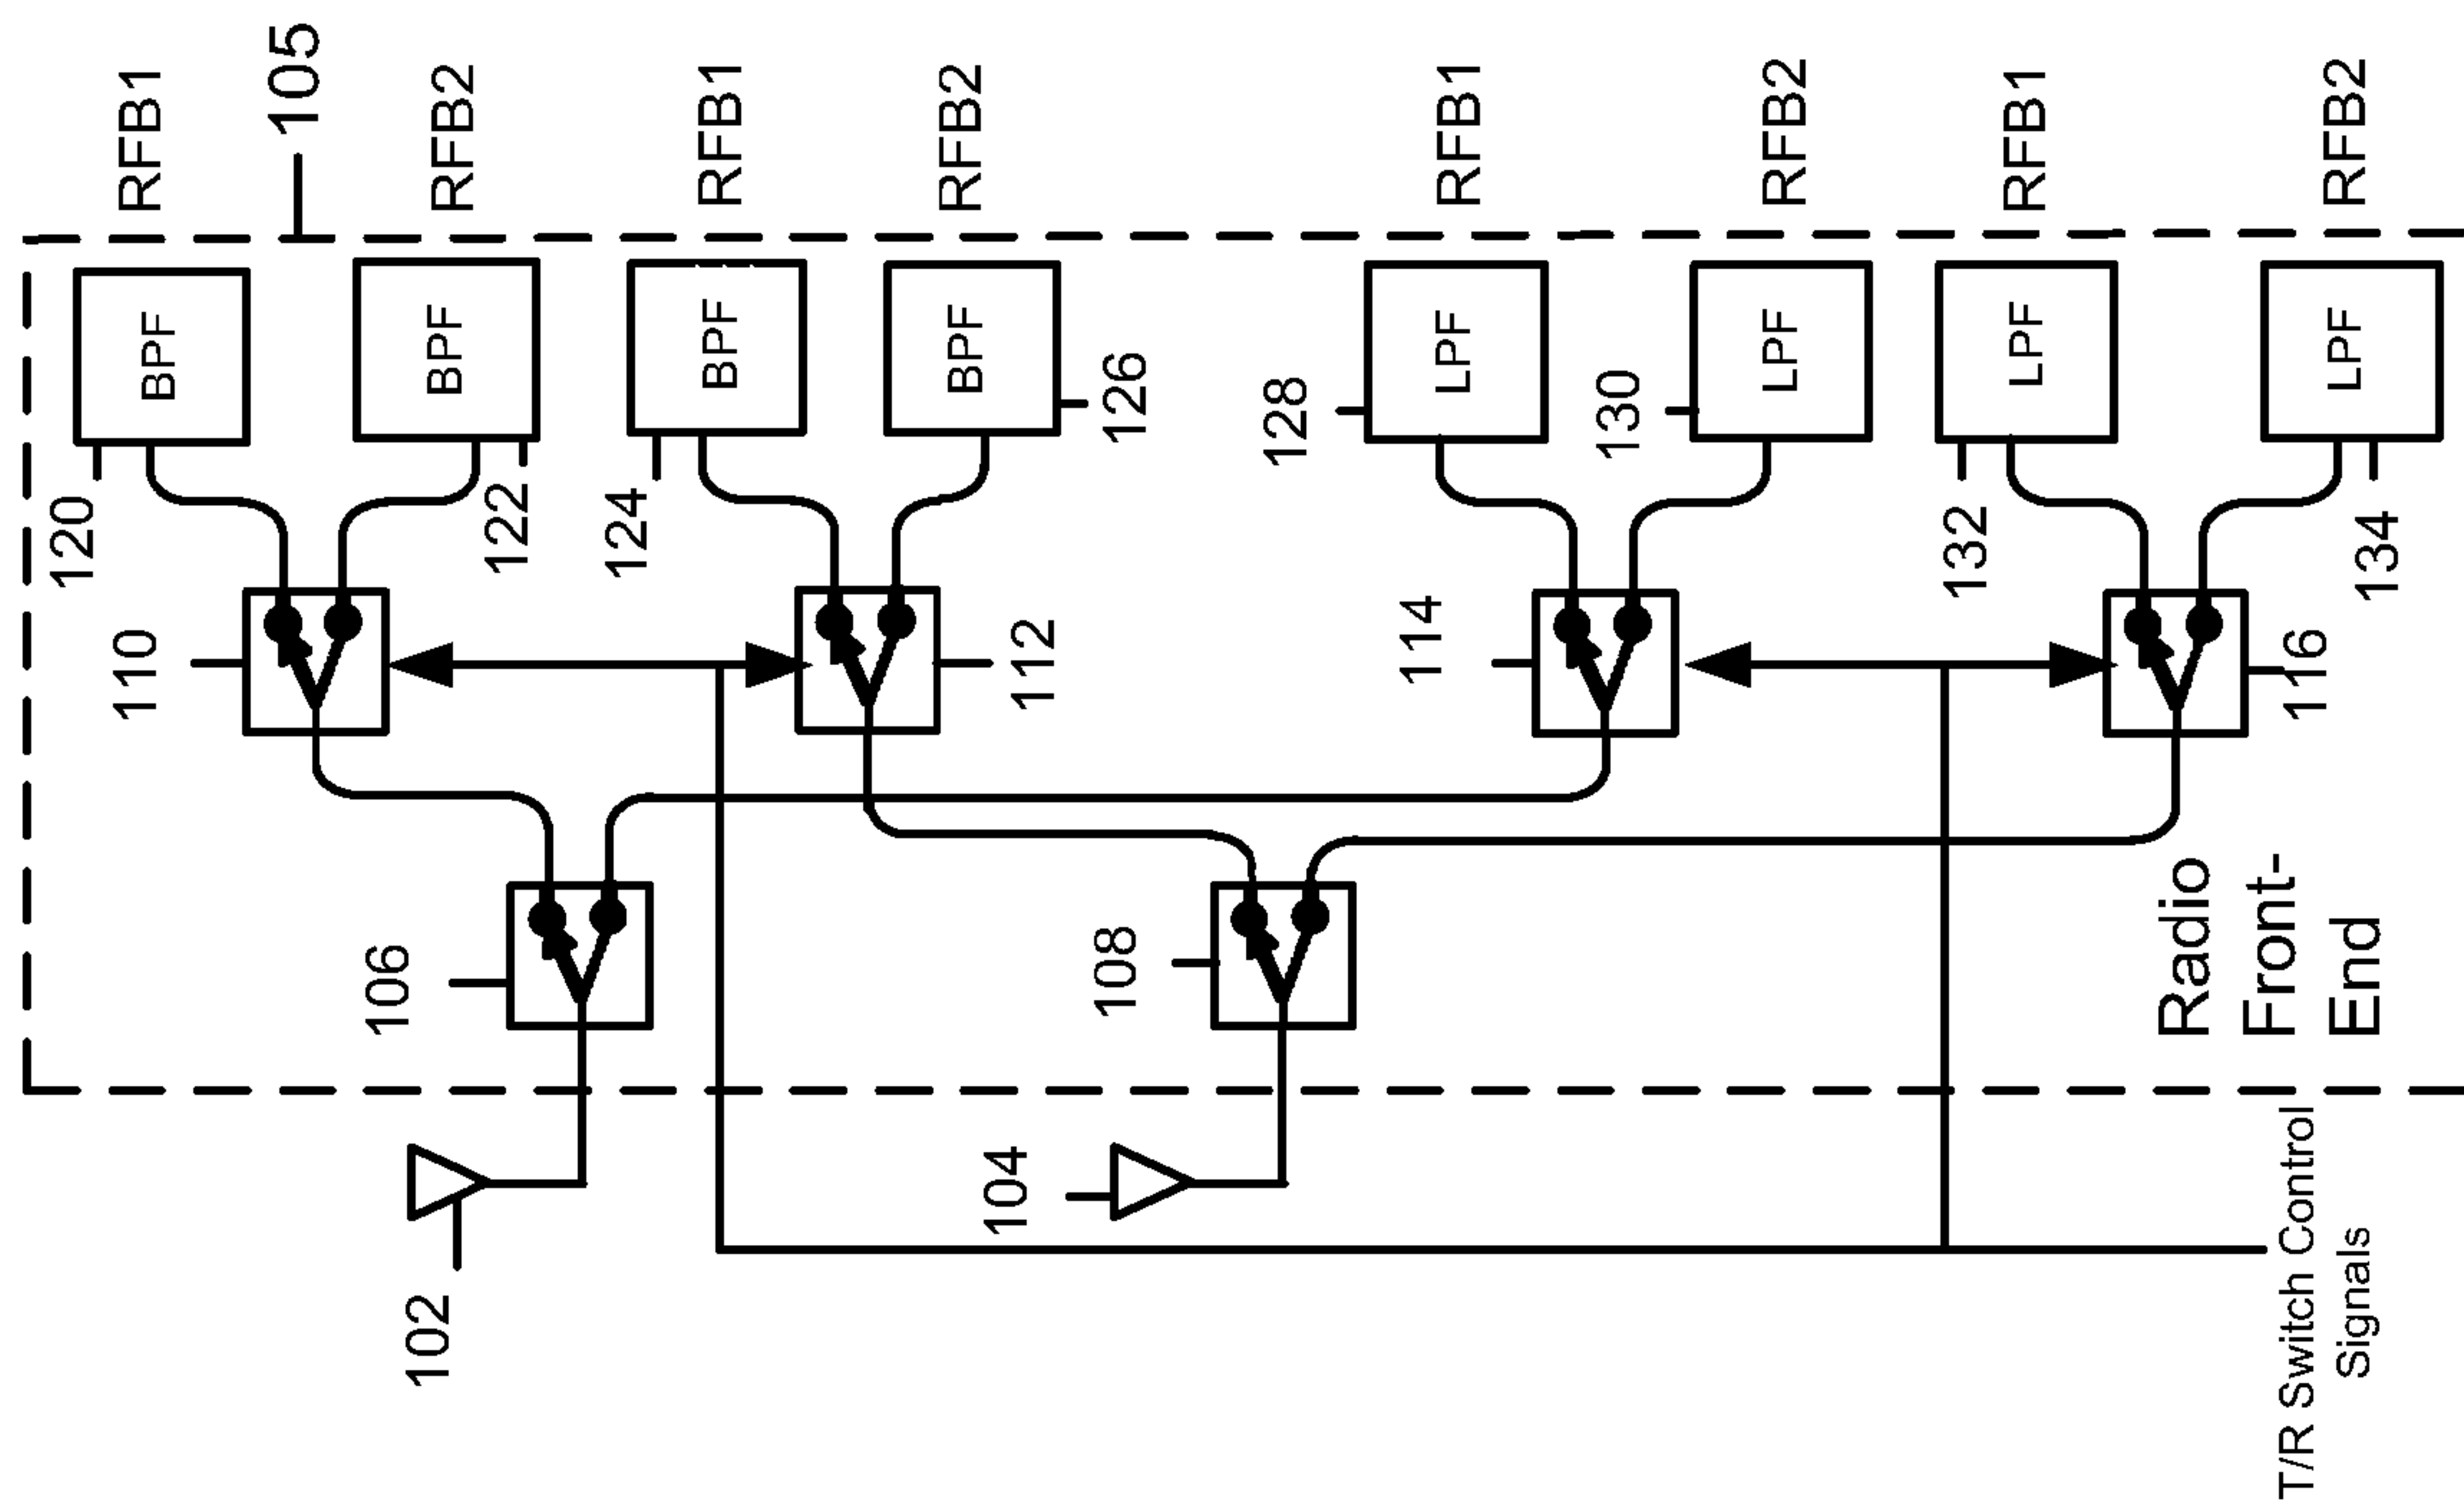 120
110
BPF
RFB1
105
106
102
BPF
RFB2
122
124
BPF
RFB1
BPF
RFB2
104
112
108
126
128
114
LPF
RFB1
130
LPF
RFB2
132
LPF
RFB1
Radio
Front-
End
T/R Switch Control
Signals
116
LPF
RFB2
134